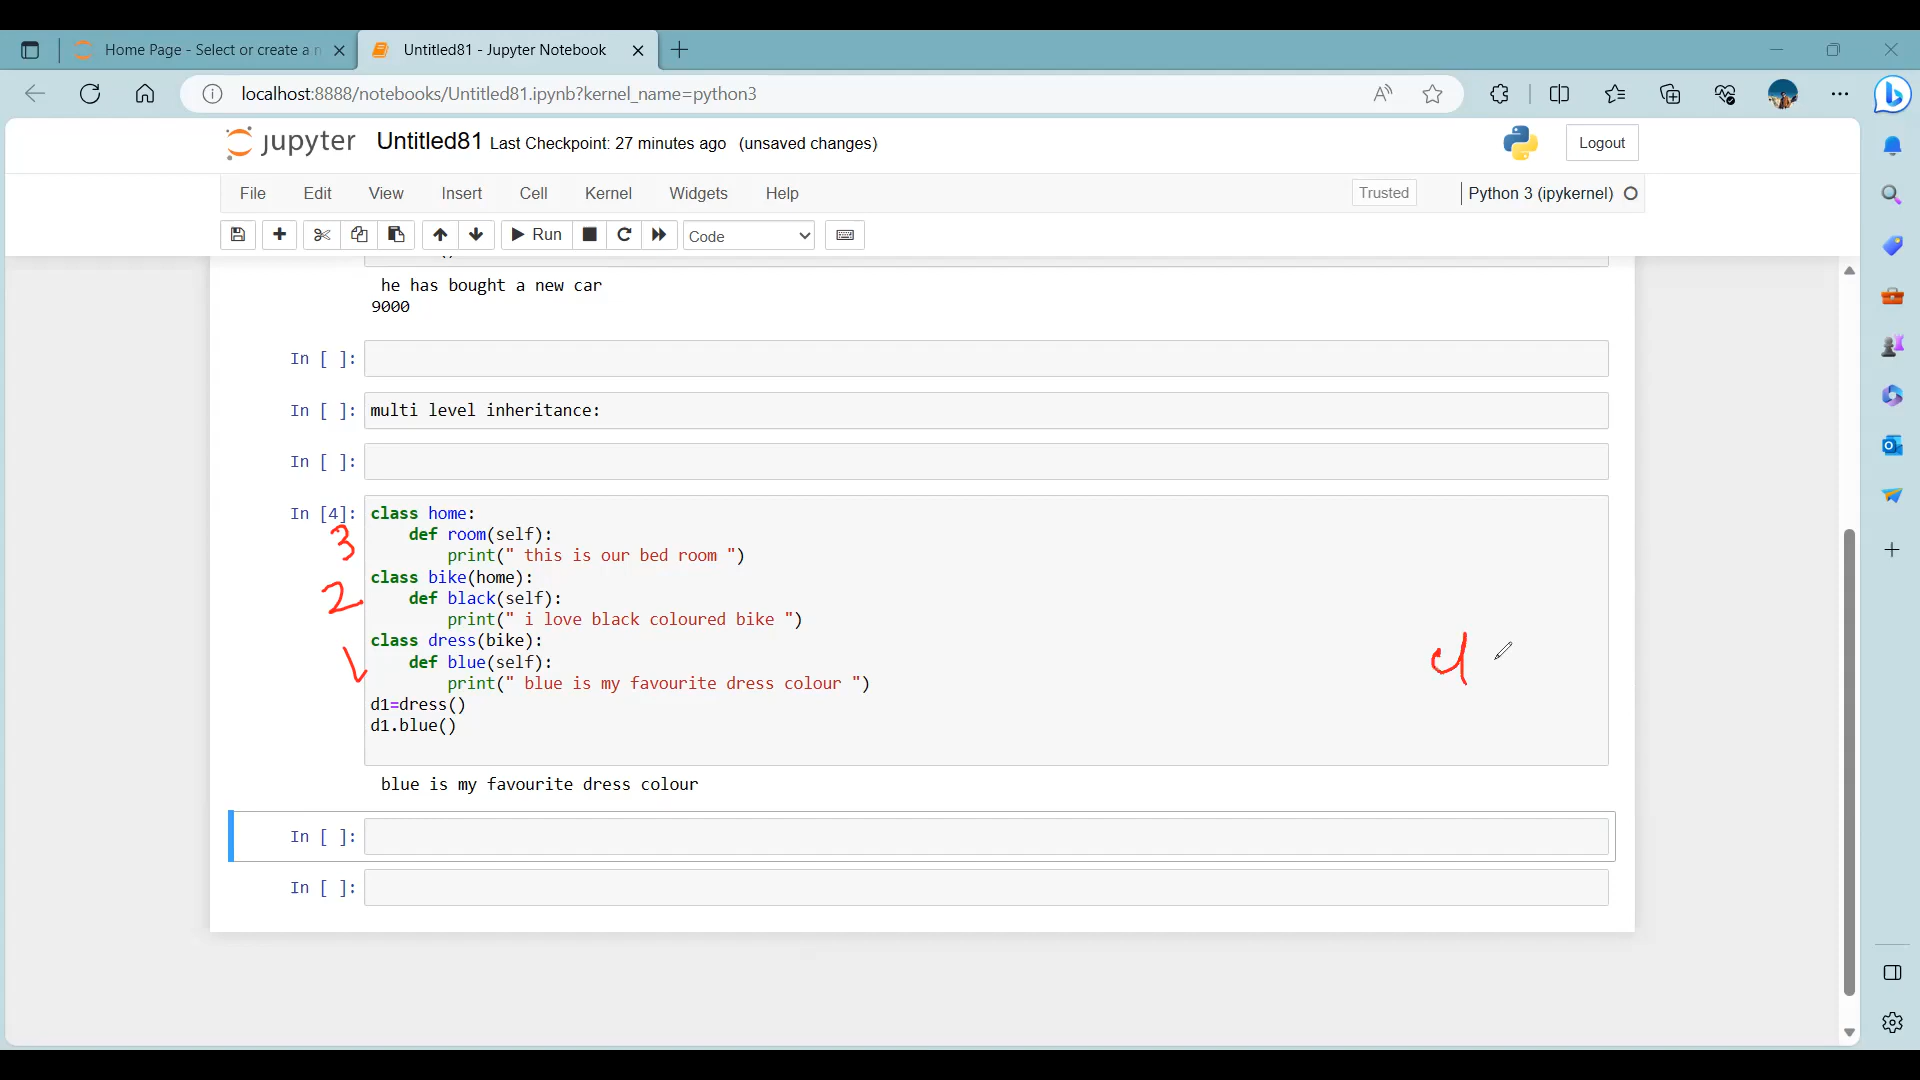 Home Page - Select or create a n
Untitled81 - Jupyter Notebook
localhost:8888/notebooks/Untitled81.ipynb?kernel_name=python3
jupyter Untitled81 Last Checkpoint: 27 minutes ago (unsaved changes)
Logout
File Edit View Insert Cell Kernel Widgets Help
Trusted Python 3 (ipykernel)
Run Code
he has bought a new car
9000
In [ ]:
In [ ]: multi level inheritance:
In [ ]:
In [4]: class home:
def room(self):
3
print(" this is our bed room ")
class bike(home):
2 def black(self):
print(" i love black coloured bike ")
class dress(bike):
1 def blue(self):
4
print(" blue is my favourite dress colour ")
d1=dress()
d1.blue()
blue is my favourite dress colour
In [ ]:
In [ ]: